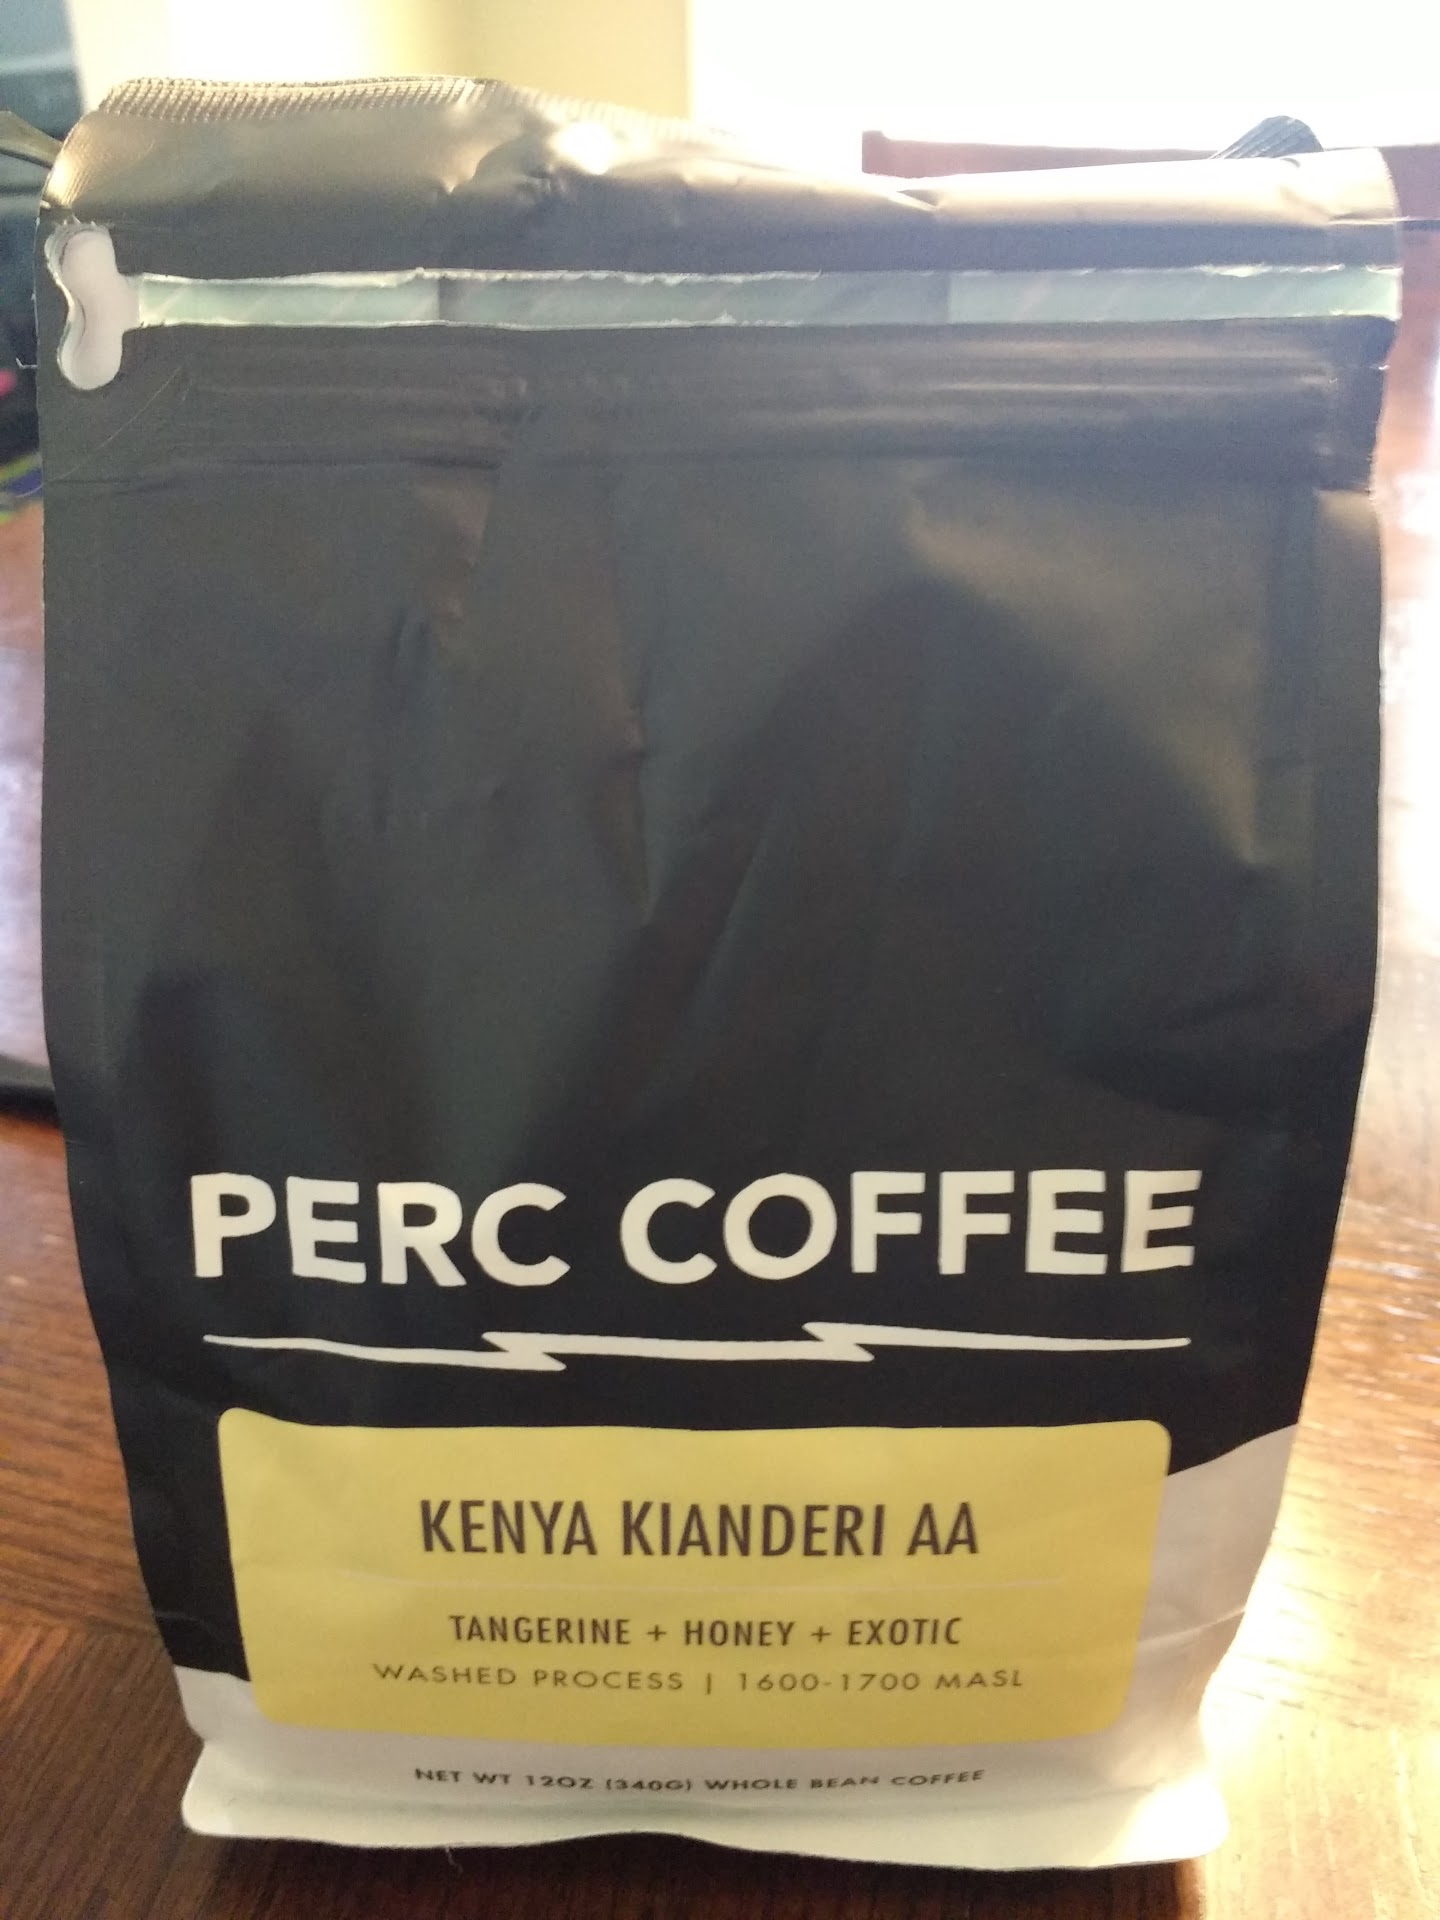 PERC COFFEE
KENYA KIANDERI AA
TANGERINE + HONEY + EXOTIC
WASHED PROCESS | 1600-1700 MASL
NET WT 12OZ (340G) WHOLE BEAN COFFEE